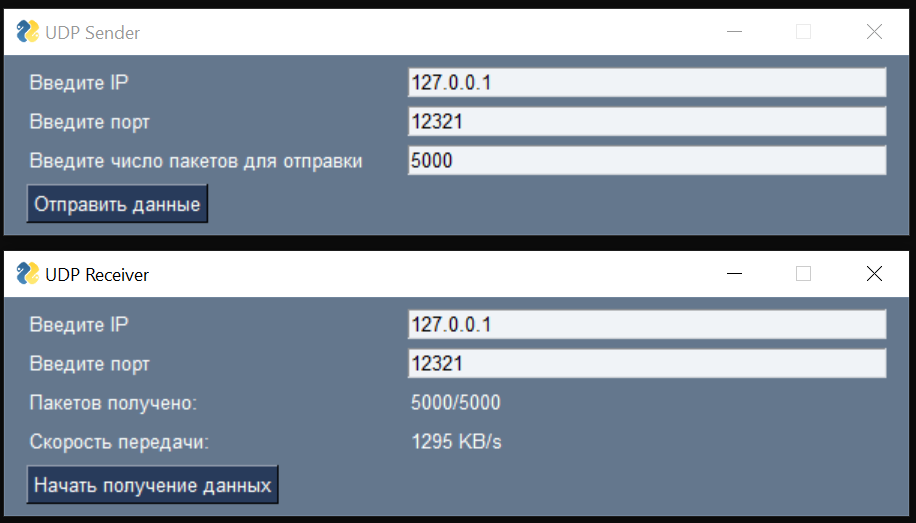 UDP Sender
Введите IP 127.0.0.1
Введите порт 12321
Введите число пакетов для отправки 5000
Отправить данные
UDP Receiver
Введите IP 127.0.0.1
Введите порт 12321
Пакетов получено: 5000/5000
Скорость передачи: 1295 KB/s
Начать получение данных